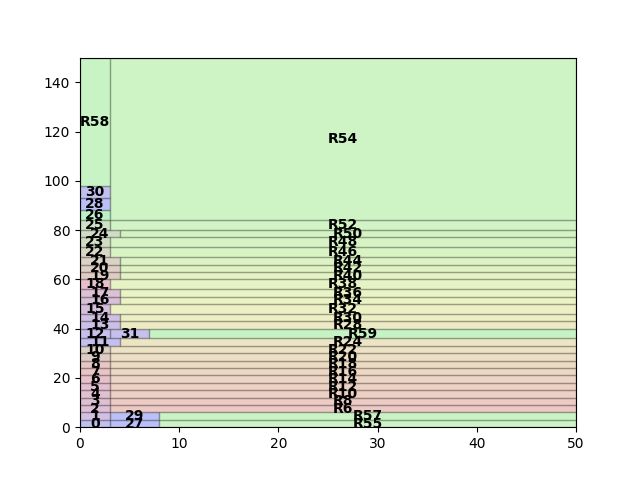 140
R58
120
R54
100
30
28
26
25 R52
80 24 R50
23 R48
22 R46
21 R44
20 R42
60 19 R40
18 R38
17 R36
16 R34
15 R32
14 R30
13 R28
40 12 31 R59
11 R24
10 R22
9 R20
8 R18
7 R16
20 6 R14
5 R12
4 R10
3 R8
2 R6
1 29 R57
0 0 27 R55
0 10 20 30 40 50